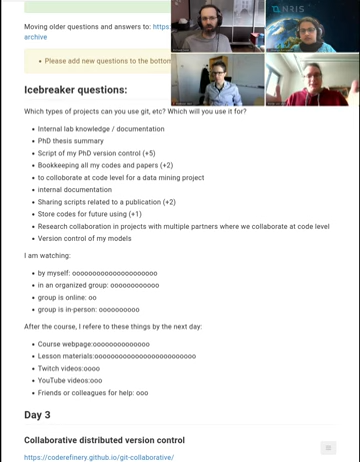 Moving older questions and answers to: https:
archive
NRIS
Please add new questions to the bottom
Icebreaker questions:
Which types of projects can you use git, etc? Which will you use it for?
Internal lab knowledge / documentation
PhD thesis summary
Script of my PhD version control (+5)
Bookkeeping all my codes and papers (+2)
to colloborate at code level for a data mining project
internal documentation
Sharing scripts related to a publication (+2)
Store codes for future using (+1)
Research collaboration in projects with multiple partners where we collaborate at code level
Version control of my models
I am watching:
by myself: oooooooooooooooooooo
in an organized group: oooooooooooo
group is online: oo
group is in-person: oooooooooo
After the course, I refere to these things by the next day:
Course webpage:oooooooooooooo
Lesson materials:oooooooooooooooooooooooooo
Twitch videos:oooo
YouTube videos:ooo
Friends or colleagues for help: ooo
Day 3
Collaborative distributed version control
https://coderefinery.github.io/git-collaborative/